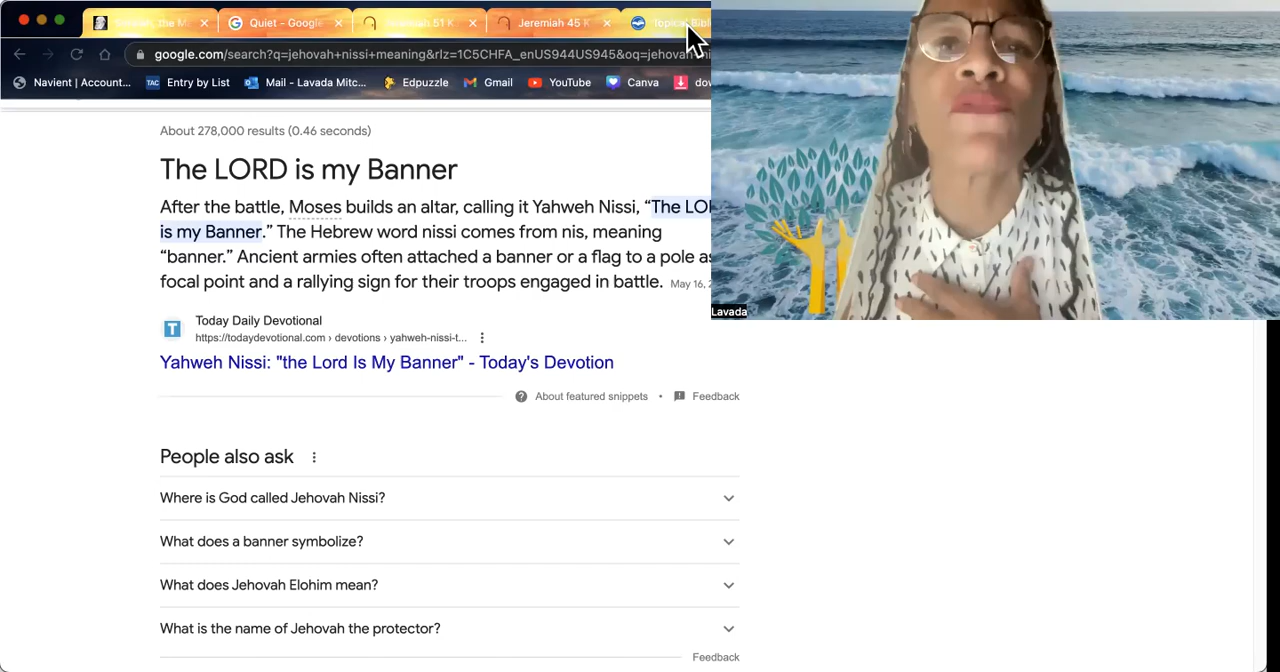 Quiet - Google
Jeremiah 51 K
Jeremiah 45 K
Topical Bibl
google.com/search?q=jehovah+nissi+meaning&rlz=1C5CHFA_enUS944US945&oq=jehovah+ni
Navient | Account...
TAC Entry by List
Mail - Lavada Mitc...
Edpuzzle
Gmail
YouTube
Canva
dov
About 278,000 results (0.46 seconds)
The LORD is my Banner
After the battle, Moses builds an altar, calling it Yahweh Nissi, “The LO
is my Banner.” The Hebrew word nissi comes from nis, meaning
“banner.” Ancient armies often attached a banner or a flag to a pole as
focal point and a rallying sign for their troops engaged in battle. May 16, 2
T
Today Daily Devotional
https://todaydevotional.com › devotions › yahweh-nissi-t...
Yahweh Nissi: "the Lord Is My Banner" - Today's Devotion
About featured snippets • Feedback
People also ask
Where is God called Jehovah Nissi?
What does a banner symbolize?
What does Jehovah Elohim mean?
What is the name of Jehovah the protector?
Feedback
Lavada